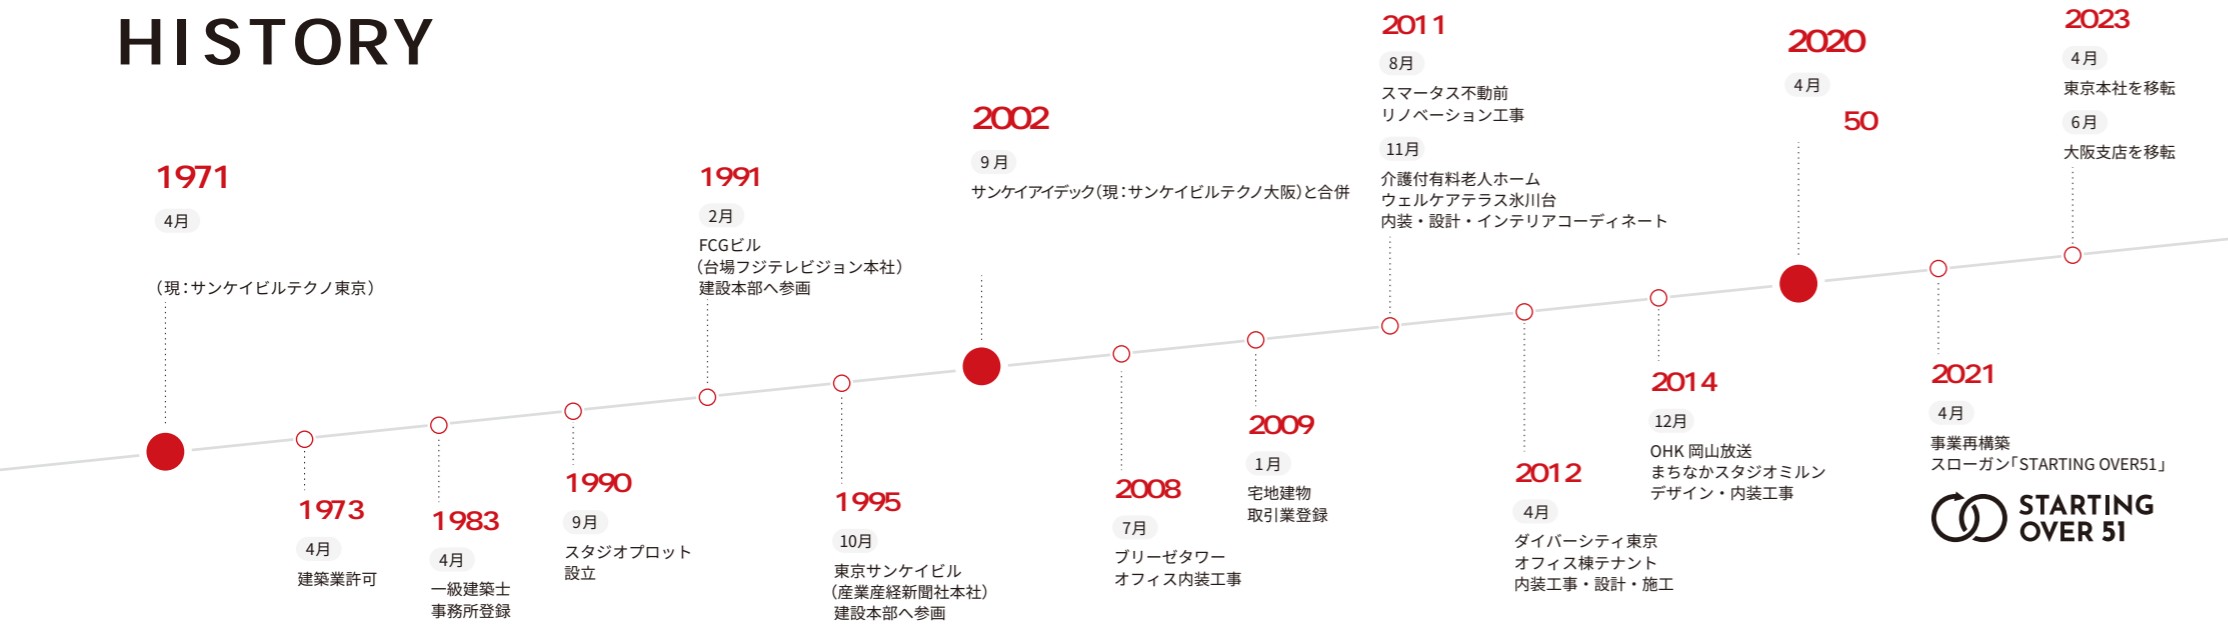 HISTORY
1971
4月
（現：サンケイビルテクノ東京）
1973
4月
建築業許可
1983
4月
一級建築士
事務所登録
1990
9月
スタジオプロット
設立
1991
2月
FCGビル
（台場フジテレビジョン本社）
建設本部へ参画
1995
10月
東京サンケイビル
（産業産経新聞社本社）
建設本部へ参画
2002
9月
サンケイアイデック（現：サンケイビルテクノ大阪）と合併
2008
7月
ブリーゼタワー
オフィス内装工事
2009
1月
宅地建物
取引業登録
2011
8月
スマータス不動前
リノベーション工事
11月
介護付有料老人ホーム
ウェルケアテラス氷川台
内装・設計・インテリアコーディネート
2012
4月
ダイバーシティ東京
オフィス棟テナント
内装工事・設計・施工
2014
12月
OHK 岡山放送
まちなかスタジオミルン
デザイン・内装工事
2020
4月
50
2021
4月
事業再構築
スローガン「STARTING OVER51」
STARTING
OVER 51
2023
4月
東京本社を移転
6月
大阪支店を移転